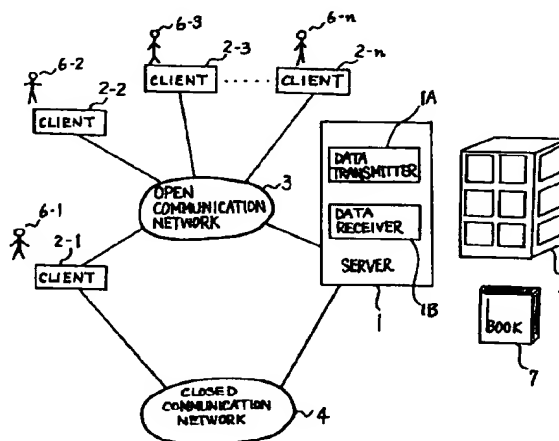 6-3
6-n
2-3
2-n
CLIENT
CLIENT
6-2
2-2
CLIENT
1A
DATA
TRANSMITTER
3
OPEN
COMMUNICATION
NETWORK
DATA
RECEIVER
6-1
2-1
CLIENT
SERVER
1
1B
BOOK
7
CLOSED
COMMUNICATION
NETWORK
4